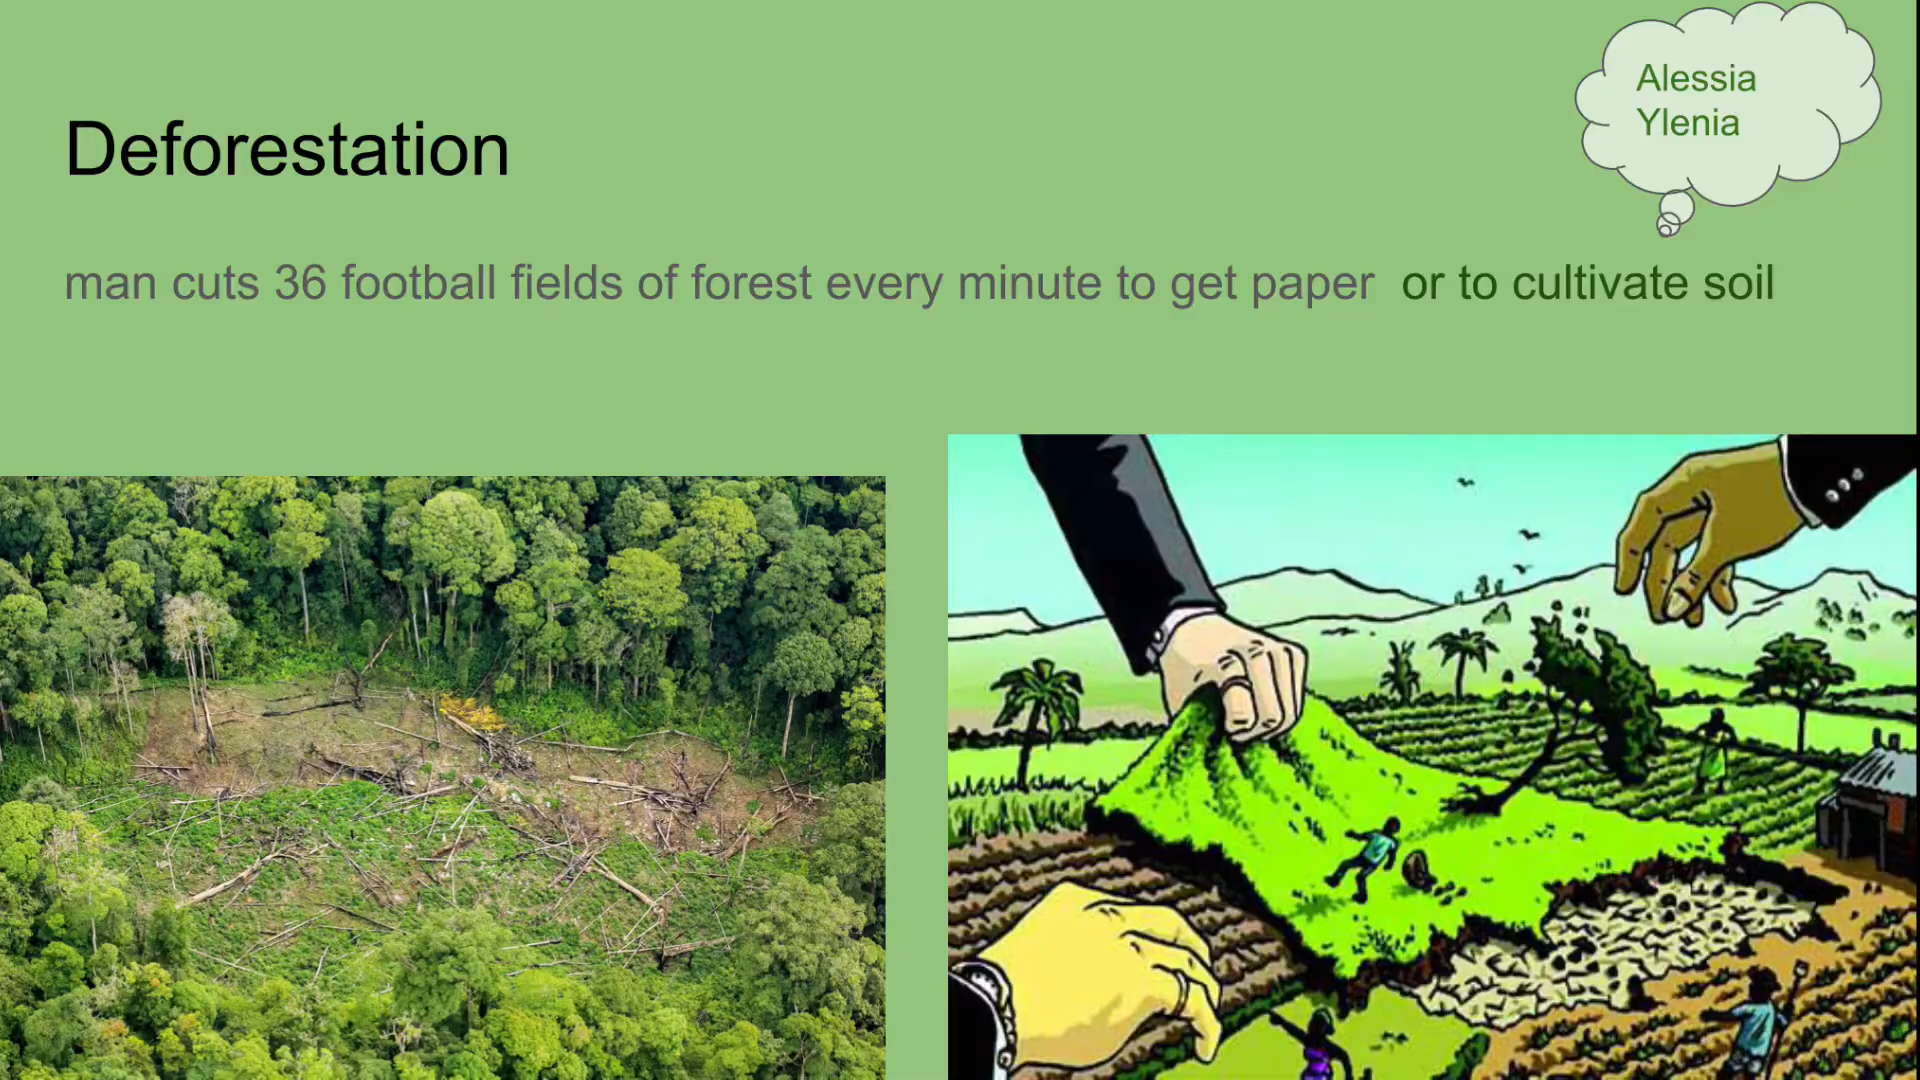 Alessia
Ylenia
Deforestation
man cuts 36 football fields of forest every minute to get paper  or to cultivate soil